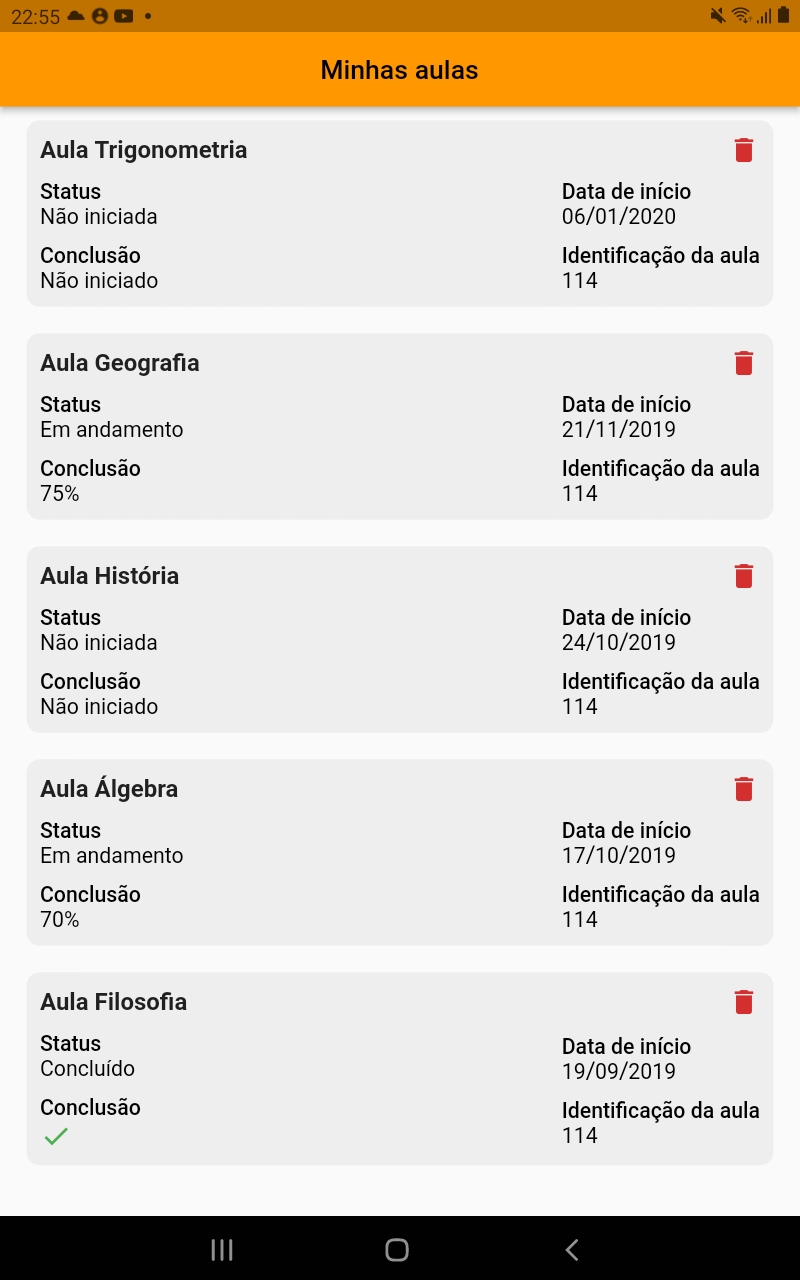 22:55
Minhas aulas
Aula Trigonometria
Status
Não iniciada
Data de início
06/01/2020
Conclusão
Não iniciado
Identificação da aula
114
Aula Geografia
Status
Em andamento
Data de início
21/11/2019
Conclusão
75%
Identificação da aula
114
Aula História
Status
Não iniciada
Data de início
24/10/2019
Conclusão
Não iniciado
Identificação da aula
114
Aula Álgebra
Status
Em andamento
Data de início
17/10/2019
Conclusão
70%
Identificação da aula
114
Aula Filosofia
Status
Concluído
Data de início
19/09/2019
Conclusão
Identificação da aula
114